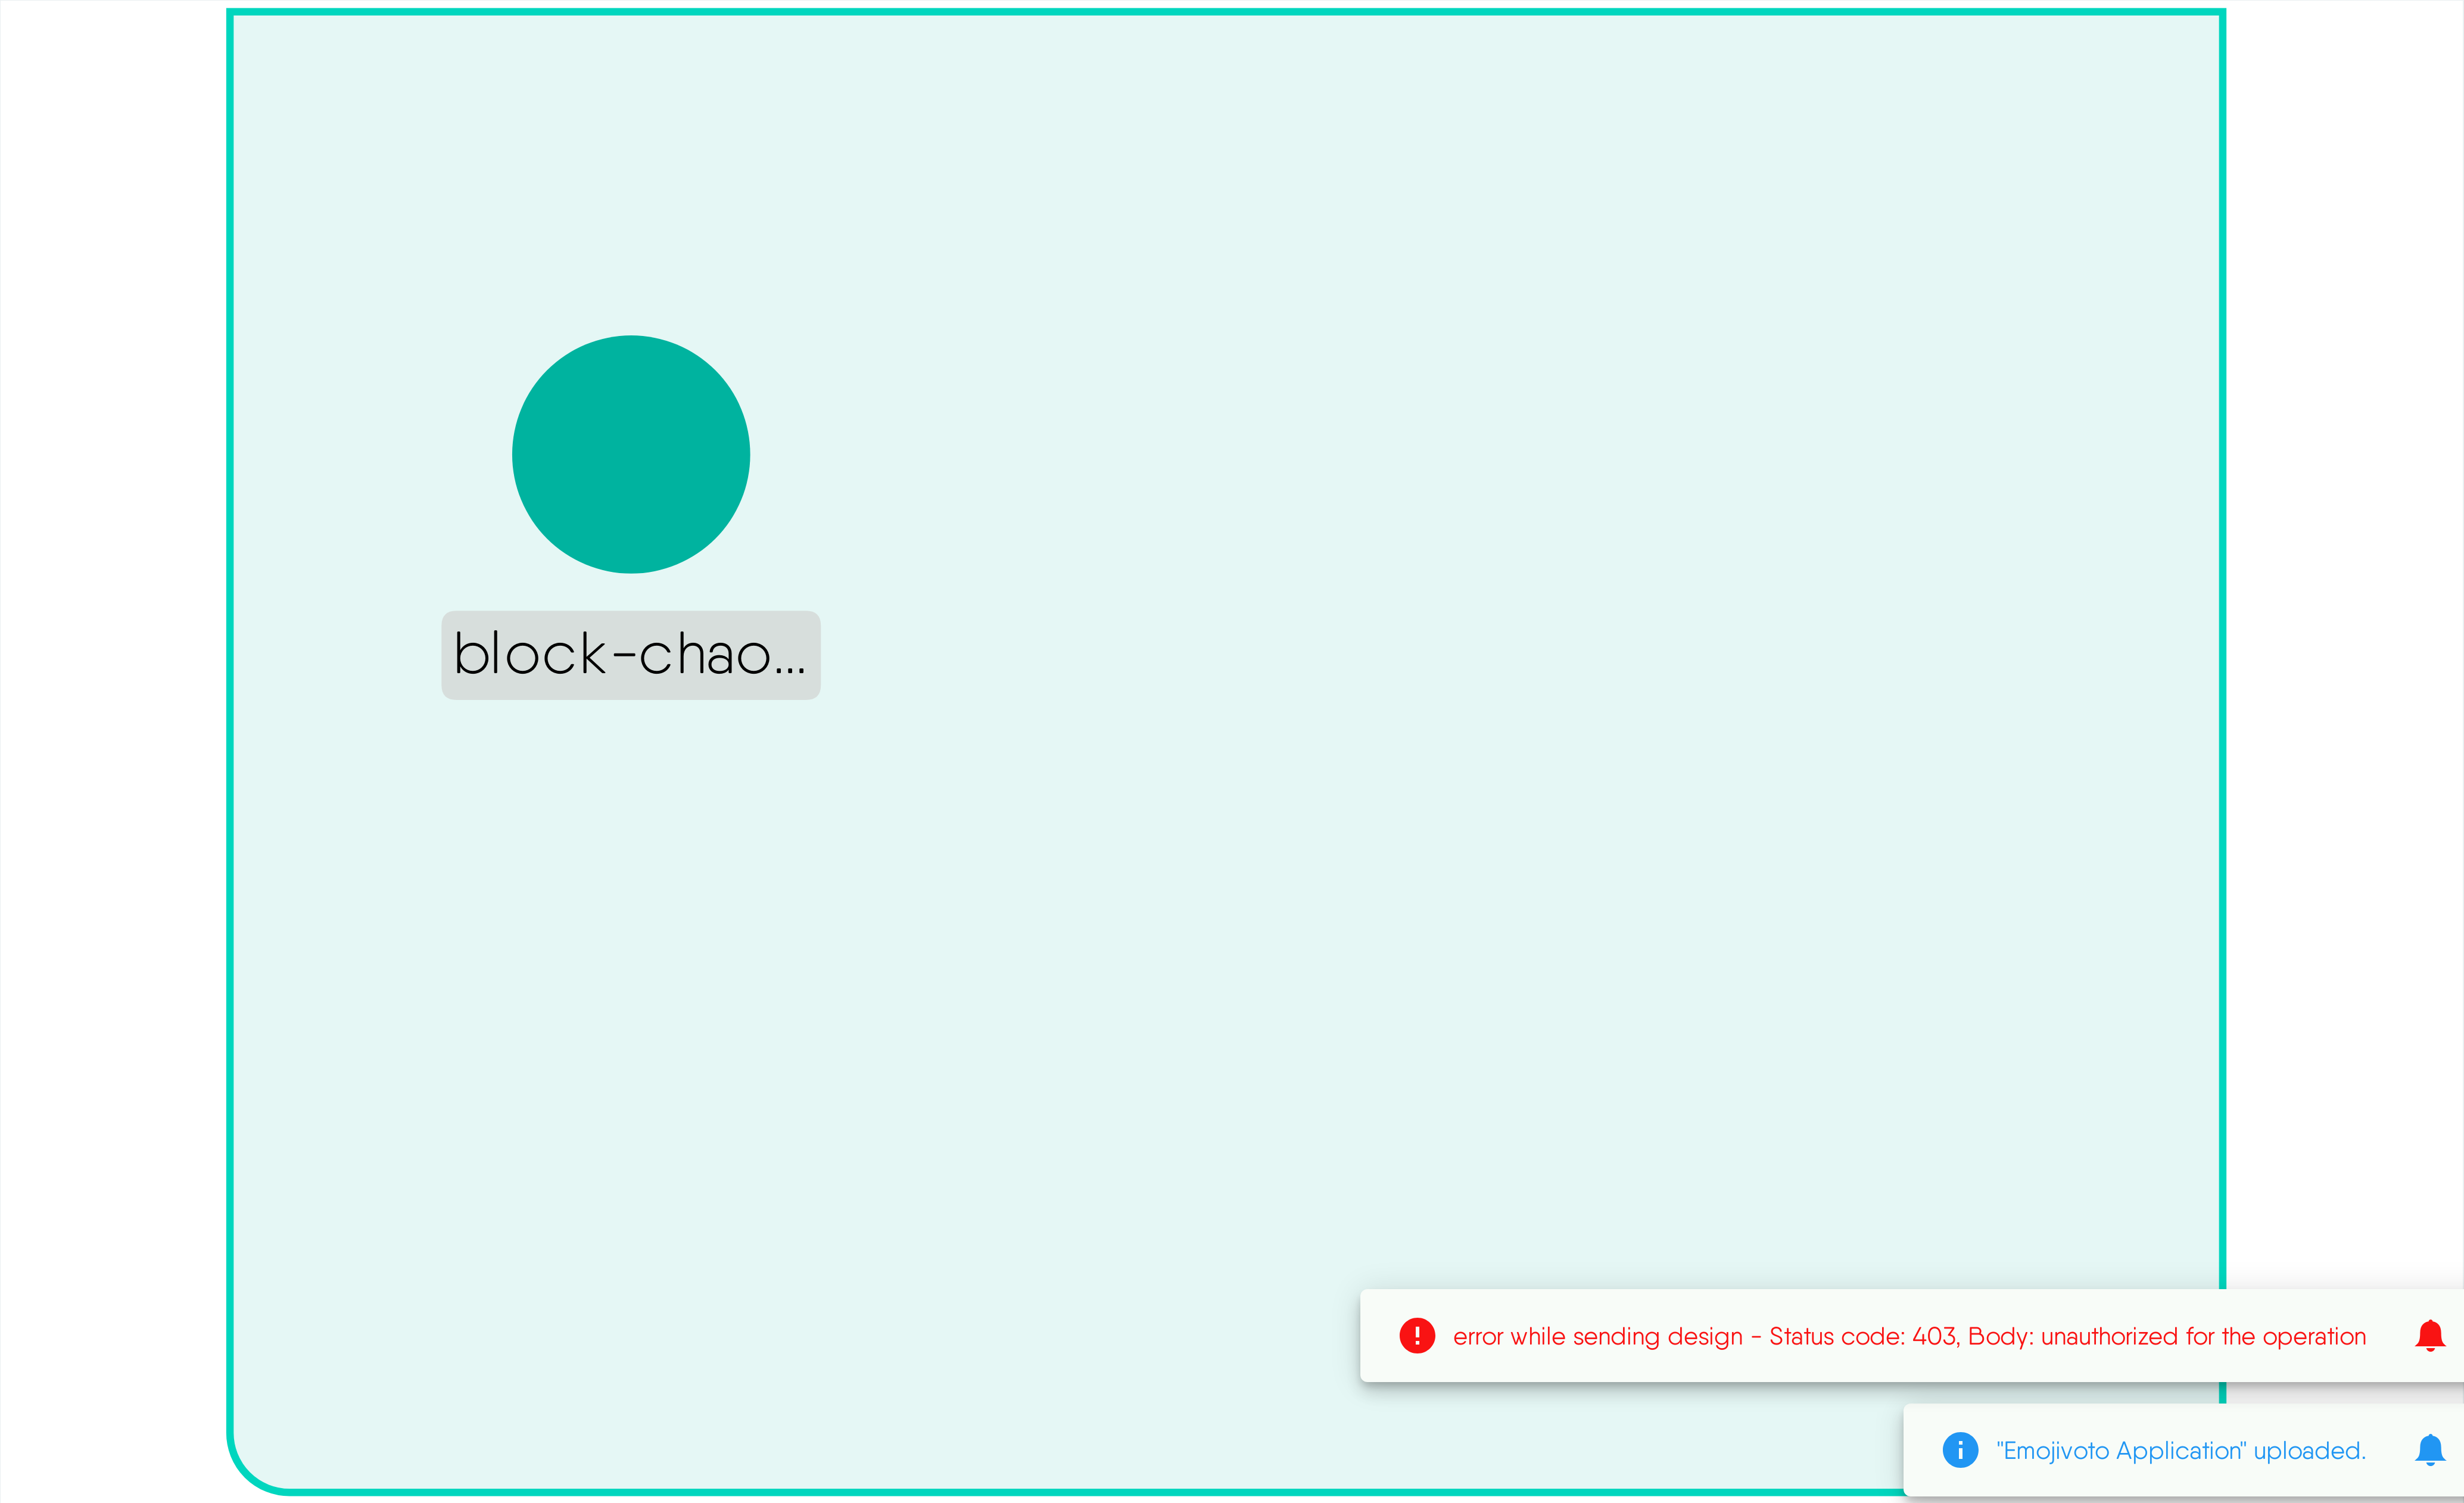 block-chao...
error while sending design - Status code: 403, Body: unauthorized for the operation
"Emojivoto Application" uploaded.